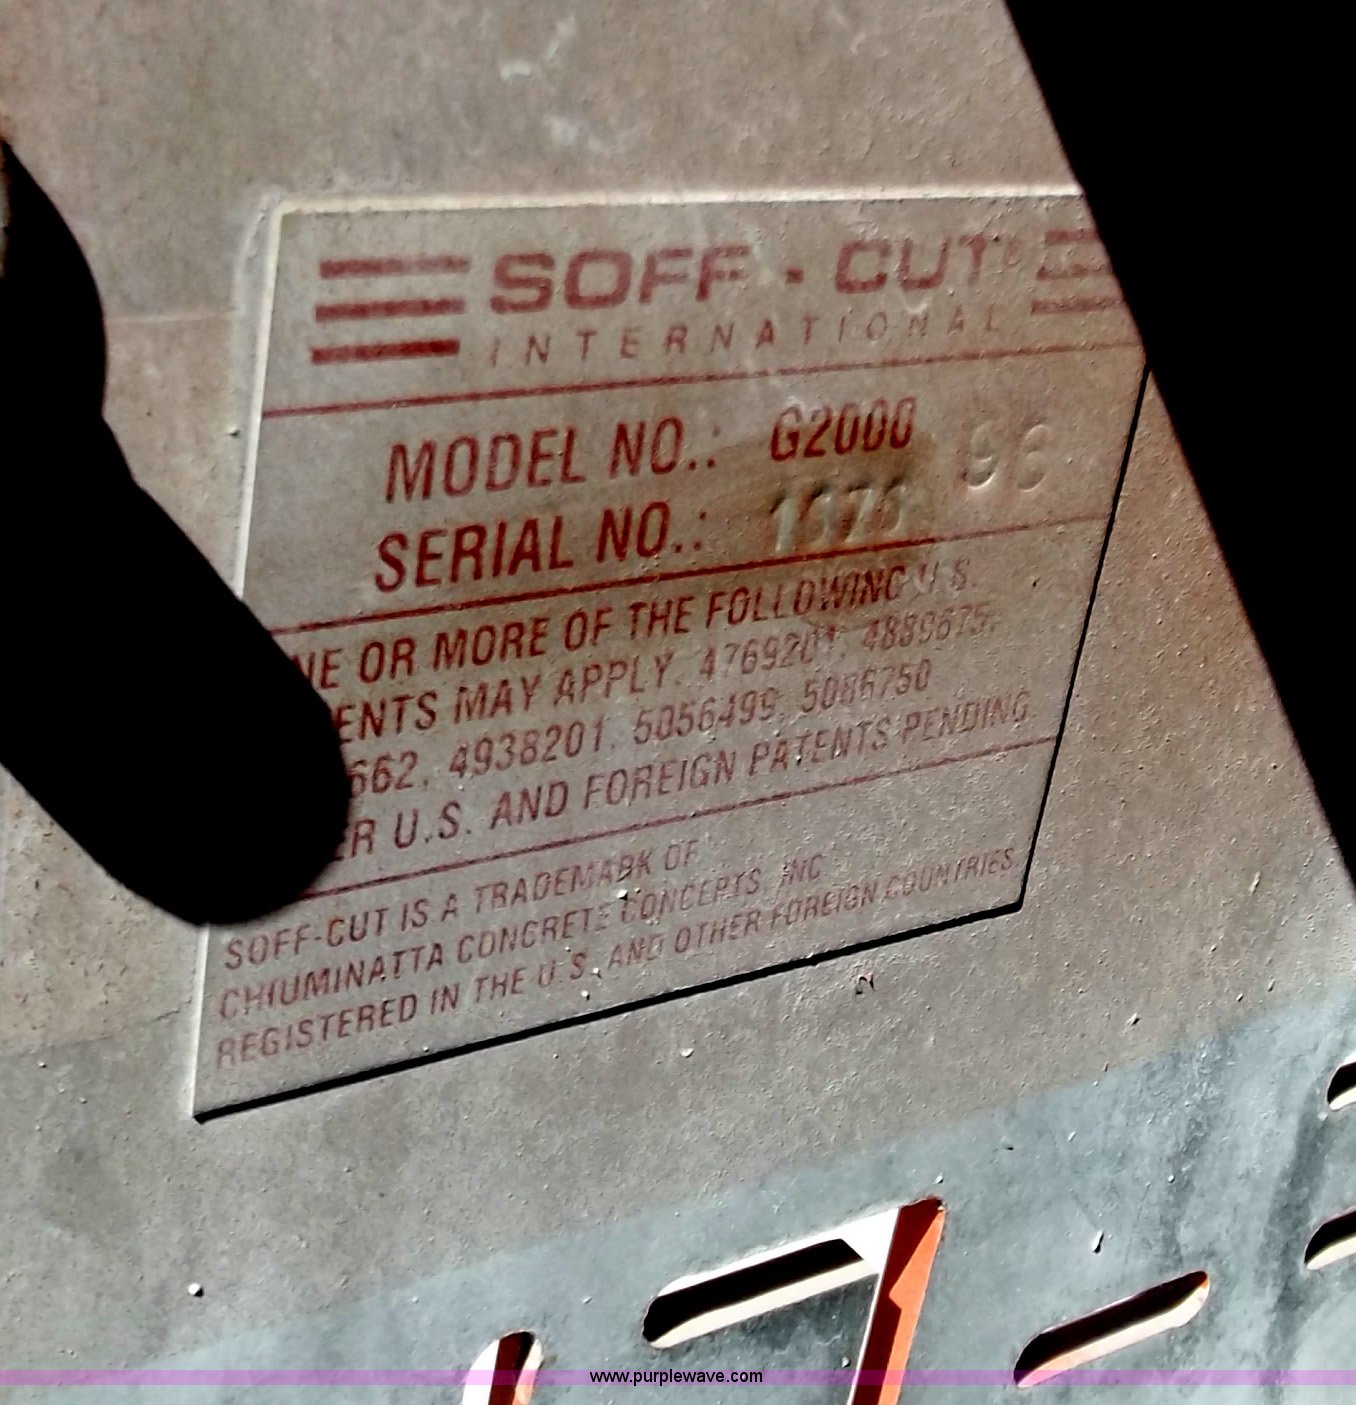 SOFF-CUT®
INTERNATIONAL
MODEL NO.: G2000 96
SERIAL NO.:
NE OR MORE OF THE FOLLOWING U.S.
ENTS MAY APPLY. 4769201, 4889675,
662, 4938201, 5056499, 5086750
ER U.S. AND FOREIGN PATENTS PENDING.
SOFF-CUT IS A TRADEMARK OF
CHIUMINATTA CONCRETE CONCEPTS, INC
REGISTERED IN THE U.S. AND OTHER FOREIGN COUNTRIES.
www.purplewave.com